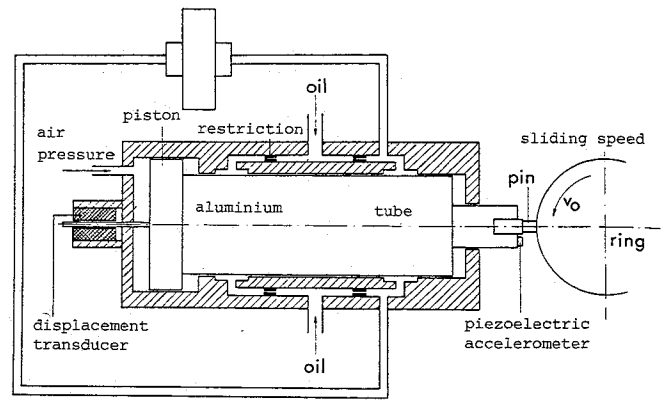 oil
piston
restriction
air
pressure
sliding speed
pin
v₀
aluminium
tube
ring
displacement
transducer
oil
piezoelectric
accelerometer